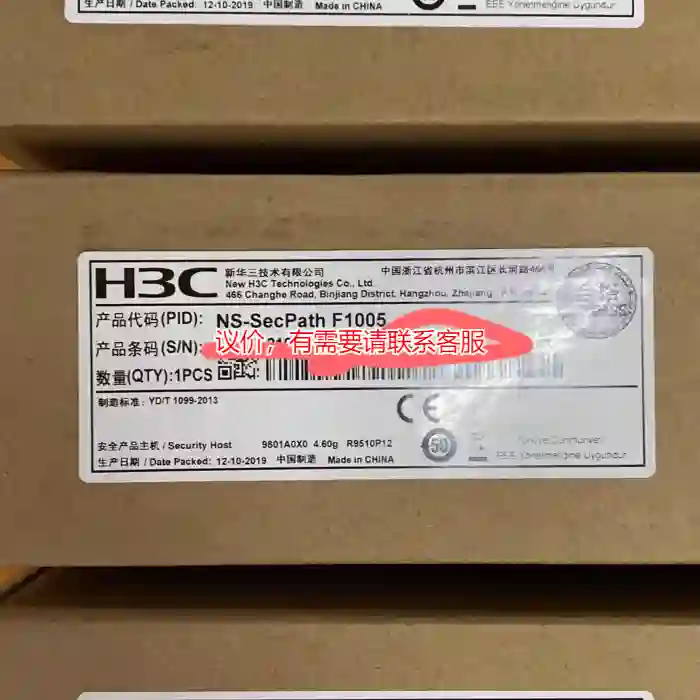 生产日期 / Date Packed: 12-10-2019 中国制造 Made in CHINA
EEE Yönetmeliğine Uygundur
H3C
新华三技术有限公司
New H3C Technologies Co., Ltd.
466 Changhe Road, Binjiang District, Hangzhou, Zhejiang
中国浙江省杭州市滨江区长河路466号
产品代码(PID): NS-SecPath F1005
产品条码(S/N):
议价，有需要请联系客服
数量(QTY):1PCS
制造标准: YD/T 1099-2013
CE
50
安全产品主机 / Security Host 9801A0X0 4.60g R9510P12
生产日期 / Date Packed: 12-10-2019 中国制造 Made in CHINA
EEE Yönetmeliğine Uygundur